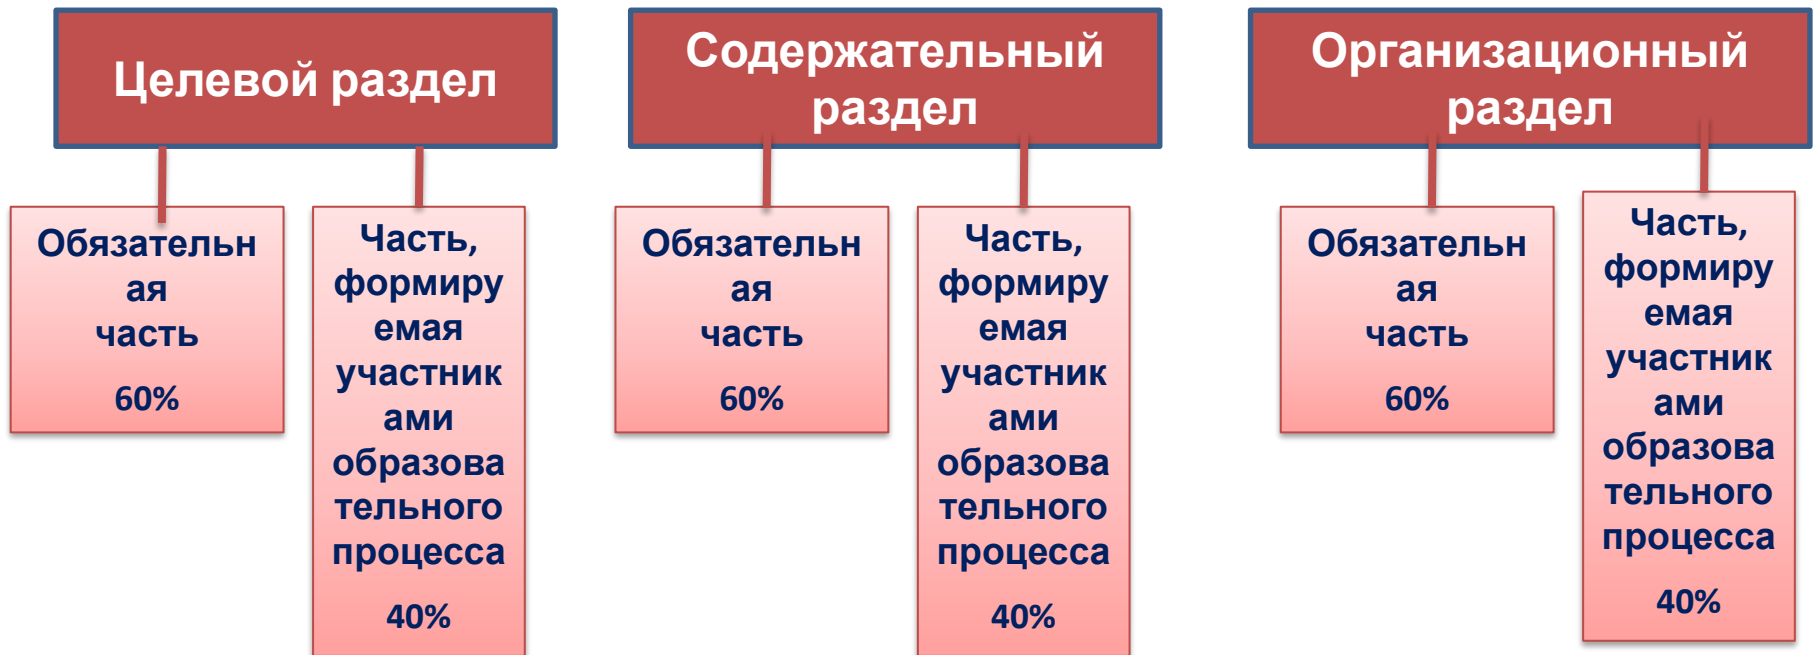 Целевой раздел
Обязательн
ая
часть
60%
Часть,
формиру
емая
участник
ами
образова
тельного
процесса
40%
Содержательный
раздел
Обязательн
ая
часть
60%
Часть,
формиру
емая
участник
ами
образова
тельного
процесса
40%
Организационный
раздел
Обязательн
ая
часть
60%
Часть,
формиру
емая
участник
ами
образова
тельного
процесса
40%